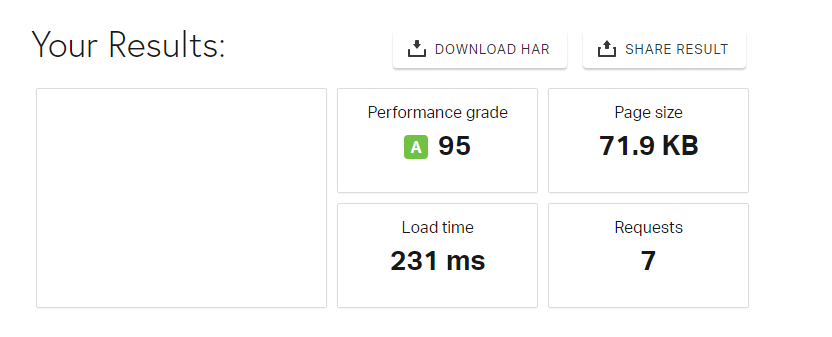 Your Results:
DOWNLOAD HAR
SHARE RESULT
Performance grade
A 95
Page size
71.9 KB
Load time
231 ms
Requests
7